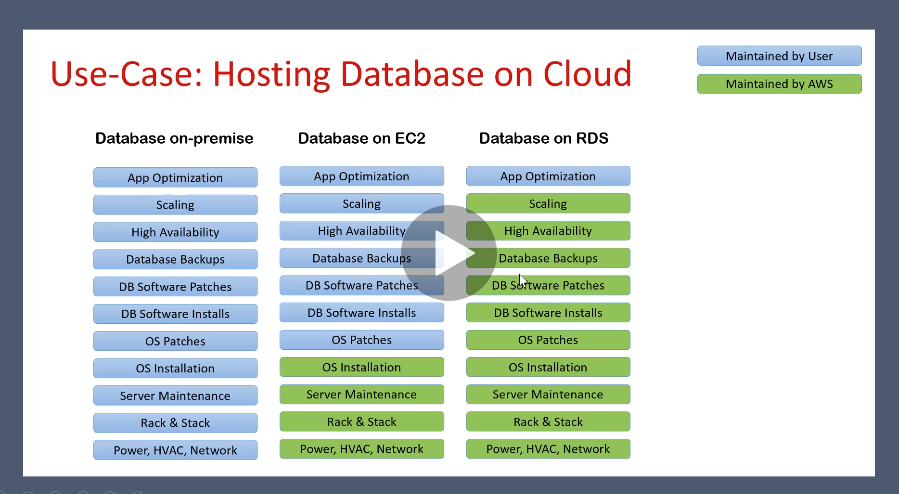 Use-Case: Hosting Database on Cloud
Maintained by User
Maintained by AWS
Database on-premise
App Optimization
Scaling
High Availability
Database Backups
DB Software Patches
DB Software Installs
OS Patches
OS Installation
Server Maintenance
Rack & Stack
Power, HVAC, Network
Database on EC2
App Optimization
Scaling
High Availability
Database Backups
DB Software Patches
DB Software Installs
OS Patches
OS Installation
Server Maintenance
Rack & Stack
Power, HVAC, Network
Database on RDS
App Optimization
Scaling
High Availability
Database Backups
DB Software Patches
DB Software Installs
OS Patches
OS Installation
Server Maintenance
Rack & Stack
Power, HVAC, Network